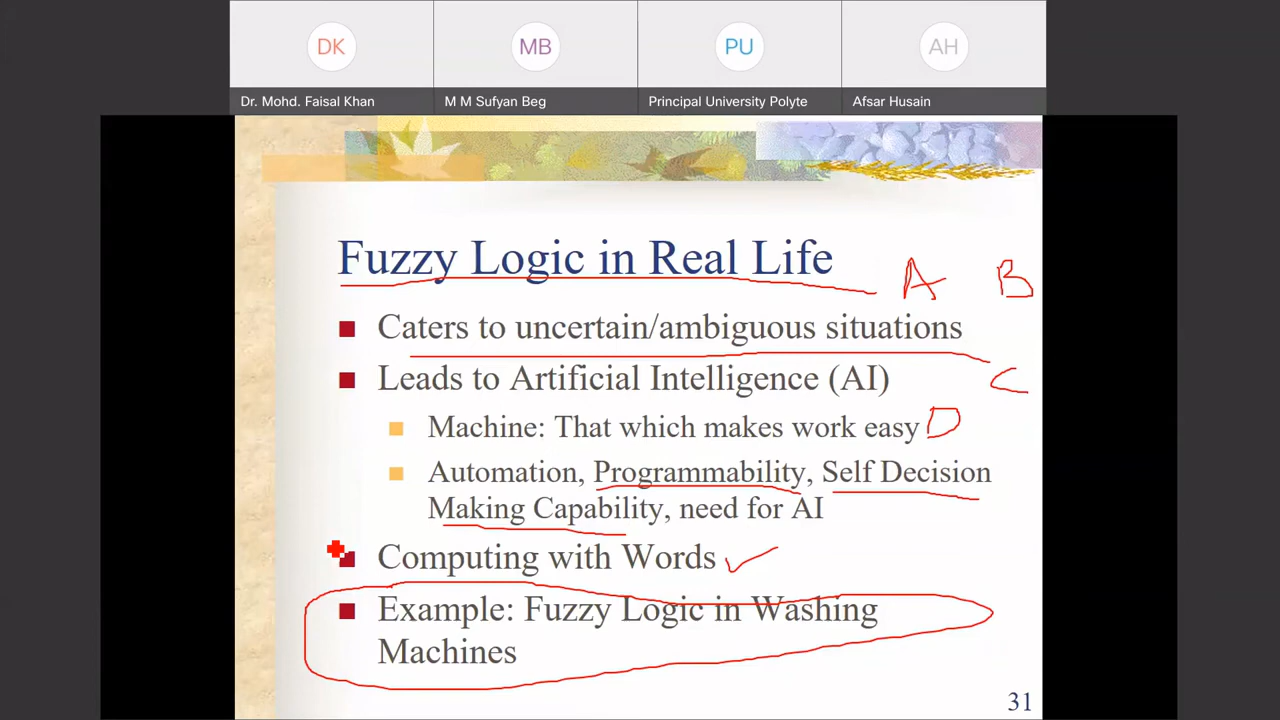 DK
MB
PU
AH
Dr. Mohd. Faisal Khan
M M Sufyan Beg
Principal University Polyte
Afsar Husain
Fuzzy Logic in Real Life
A B
Caters to uncertain/ambiguous situations
Leads to Artificial Intelligence (AI)
C
Machine: That which makes work easy D
Automation, Programmability, Self Decision
Making Capability, need for AI
Computing with Words
Example: Fuzzy Logic in Washing
Machines
31